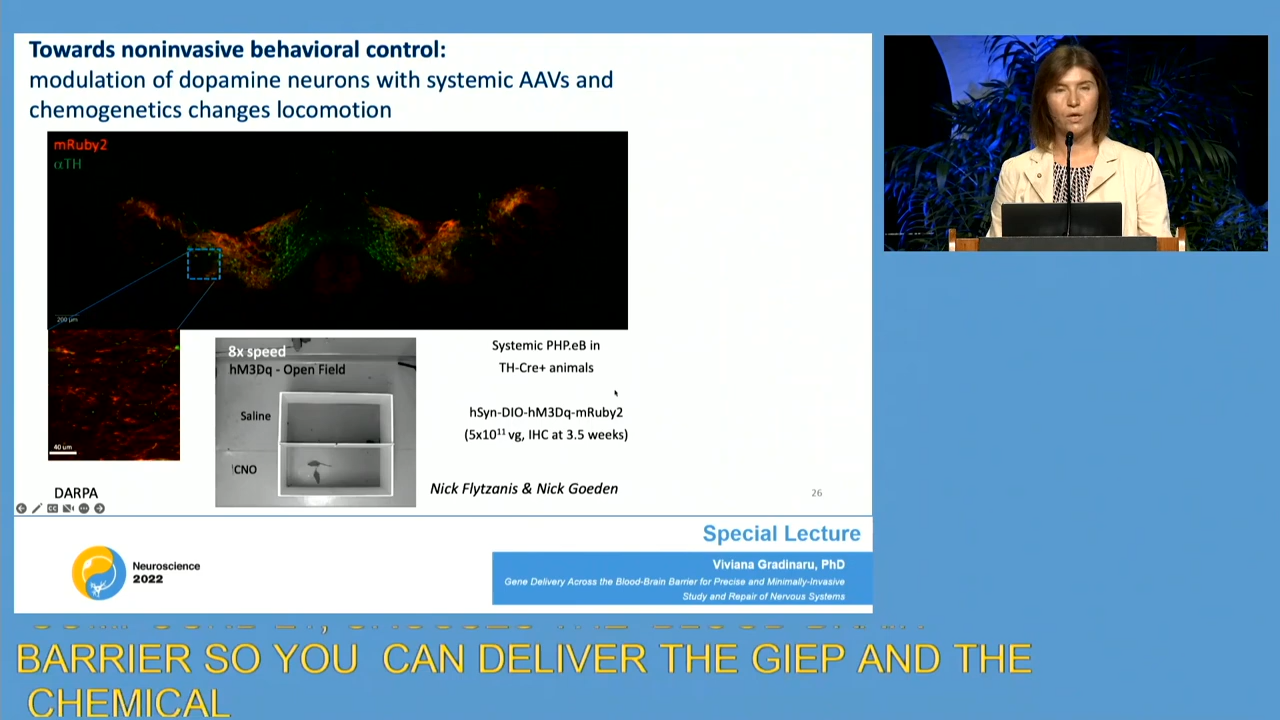 Towards noninvasive behavioral control:
modulation of dopamine neurons with systemic AAVs and
chemogenetics changes locomotion
mRuby2
αTH
200 µm
40 um
8x speed
hM3Dq - Open Field
Saline
CNO
Systemic PHP.eB in
TH-Cre+ animals
hSyn-DIO-hM3Dq-mRuby2
(5x10¹¹ vg, IHC at 3.5 weeks)
Nick Flytzanis & Nick Goeden
DARPA
26
Special Lecture
Neuroscience
2022
Viviana Gradinaru, PhD
Gene Delivery Across the Blood-Brain Barrier for Precise and Minimally-Invasive
Study and Repair of Nervous Systems
BARRIER SO YOU CAN DELIVER THE GIEP AND THE
CHEMICAL